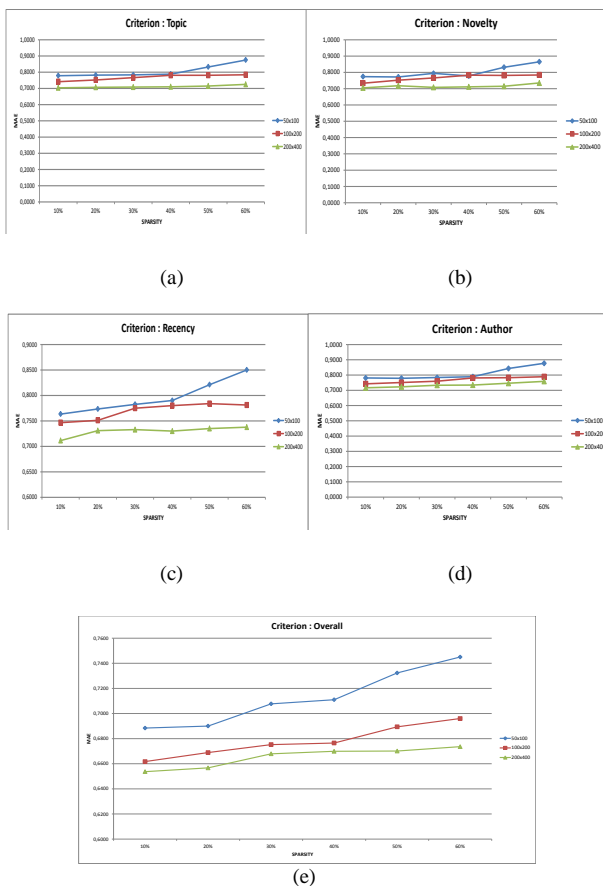 Criterion : Topic
1,0000
0,9000
0,8000
0,7000
0,6000
0,5000
0,4000
0,3000
0,2000
0,1000
0,0000
MAE
10% 20% 30% 40% 50% 60%
SPARSITY
50x100
100x200
200x400
(a)
Criterion : Novelty
1,0000
0,9000
0,8000
0,7000
0,6000
0,5000
0,4000
0,3000
0,2000
0,1000
0,0000
MAE
10% 20% 30% 40% 50% 60%
SPARSITY
50x100
100x200
200x400
(b)
Criterion : Recency
0,9000
0,8500
0,8000
0,7500
0,7000
0,6500
0,6000
MAE
10% 20% 30% 40% 50% 60%
SPARSITY
50x100
100x200
200x400
(c)
Criterion : Author
1,0000
0,9000
0,8000
0,7000
0,6000
0,5000
0,4000
0,3000
0,2000
0,1000
0,0000
MAE
10% 20% 30% 40% 50% 60%
SPARSITY
50x100
100x200
200x400
(d)
Criterion : Overall
0,7600
0,7400
0,7200
0,7000
0,6800
0,6600
0,6400
0,6200
0,6000
MAE
10% 20% 30% 40% 50% 60%
SPARSITY
50x100
100x200
200x400
(e)